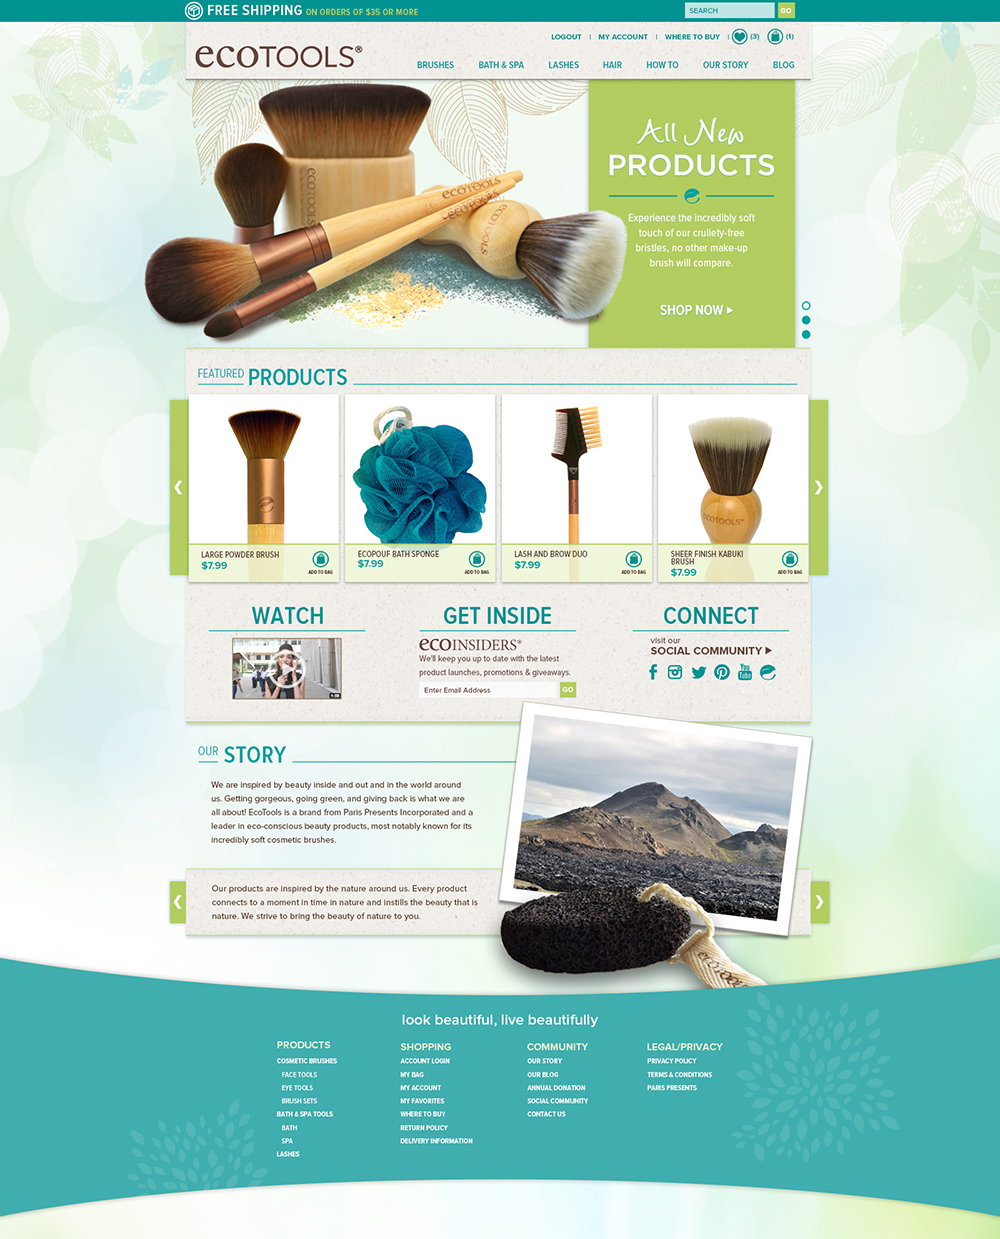 FREE SHIPPING ON ORDERS OF $35 OR MORE
SEARCH GO
LOGOUT | MY ACCOUNT | WHERE TO BUY | (3) (1)
ecoTOOLS®
BRUSHES BATH & SPA LASHES HAIR HOW TO OUR STORY BLOG
All New
PRODUCTS
Experience the incredibly soft
touch of our cruliety-free
bristles, no other make-up
brush will compare.
SHOP NOW
ecoTOOLS
ecoTOOLS
ecoTOOLS
FEATURED PRODUCTS
ecoTOOLS®
LARGE POWDER BRUSH
$7.99
ADD TO BAG
ECOPOUF BATH SPONGE
$7.99
ADD TO BAG
LASH AND BROW DUO
$7.99
ADD TO BAG
SHEER FINISH KABUKI
BRUSH
$7.99
ADD TO BAG
WATCH
GET INSIDE
ecoINSIDERS®
We'll keep you up to date with the latest
product launches, promotions & giveaways.
Enter Email Address GO
CONNECT
visit our
SOCIAL COMMUNITY
You
Tube
OUR STORY
We are inspired by beauty inside and out and in the world around
us. Getting gorgeous, going green, and giving back is what we are
all about! EcoTools is a brand from Paris Presents Incorporated and a
leader in eco-conscious beauty products, most notably known for its
incredibly soft cosmetic brushes.
Our products are inspired by the nature around us. Every product
connects to a moment in time in nature and instills the beauty that is
nature. We strive to bring the beauty of nature to you.
look beautiful, live beautifully
PRODUCTS
COSMETIC BRUSHES
FACE TOOLS
EYE TOOLS
BRUSH SETS
BATH & SPA TOOLS
BATH
SPA
LASHES
SHOPPING
ACCOUNT LOGIN
MY BAG
MY ACCOUNT
MY FAVORITES
WHERE TO BUY
RETURN POLICY
DELIVERY INFORMATION
COMMUNITY
OUR STORY
OUR BLOG
ANNUAL DONATION
SOCIAL COMMUNITY
CONTACT US
LEGAL/PRIVACY
PRIVACY POLICY
TERMS & CONDITIONS
PARIS PRESENTS